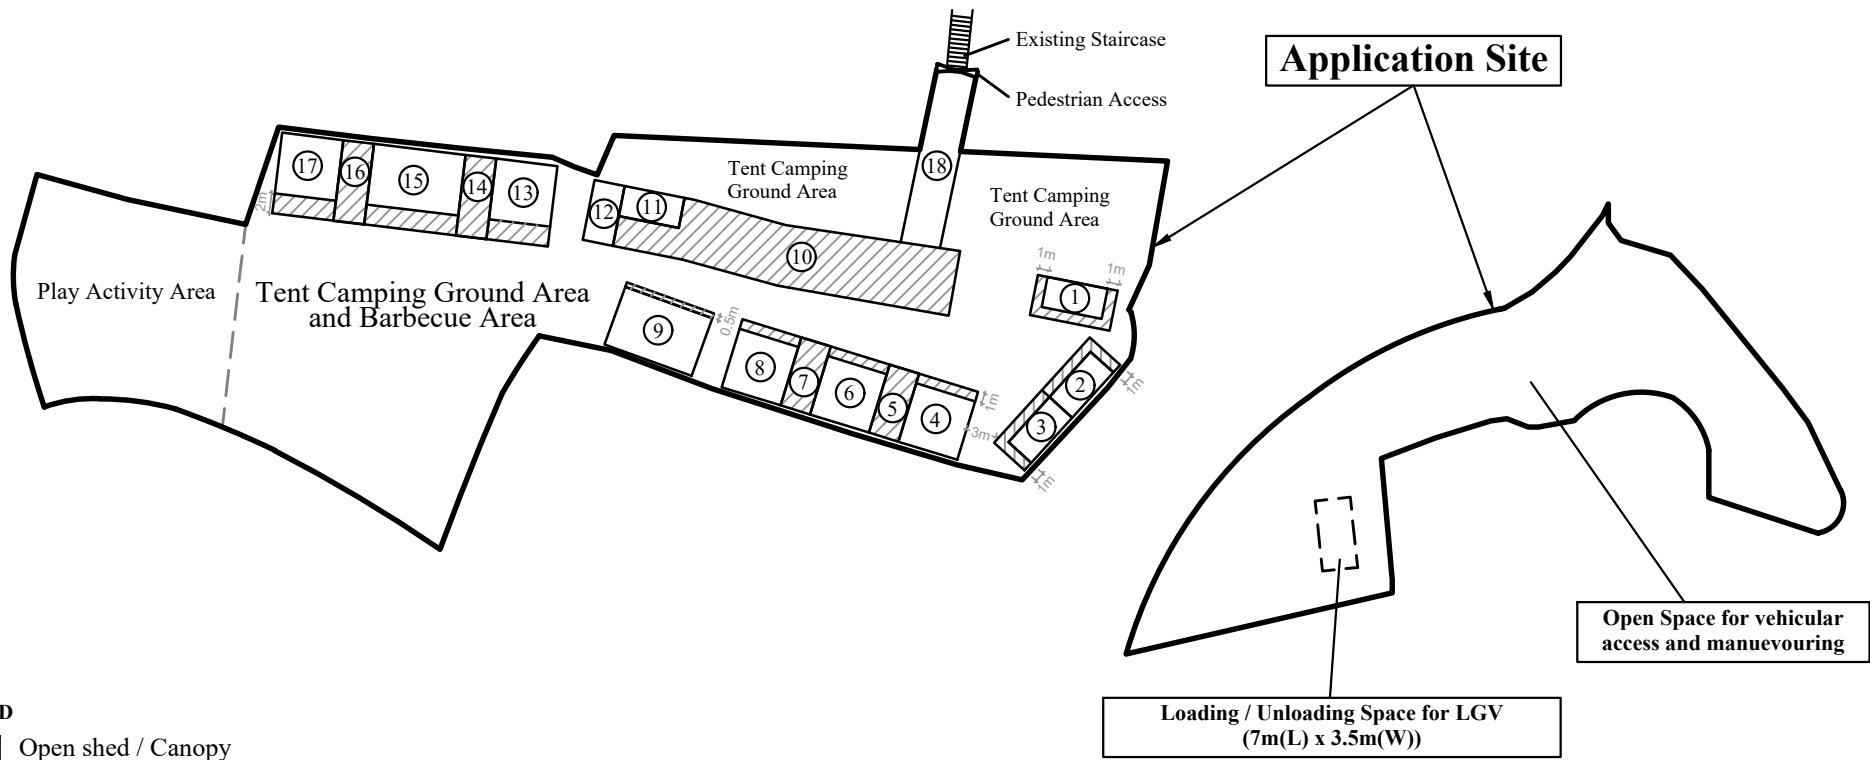 Existing Staircase
Pedestrian Access
Application Site
Tent Camping
Ground Area
18
Tent Camping
Ground Area
17
16
15
14
13
12
11
10
2m
1m
1m
1
Play Activity Area
Tent Camping Ground Area
and Barbecue Area
9
0.5m
8
7
6
5
4
1m
3m
2
3
1m
1m
Open Space for vehicular
access and manuevouring
Loading / Unloading Space for LGV
(7m(L) x 3.5m(W))
D
Open shed / Canopy